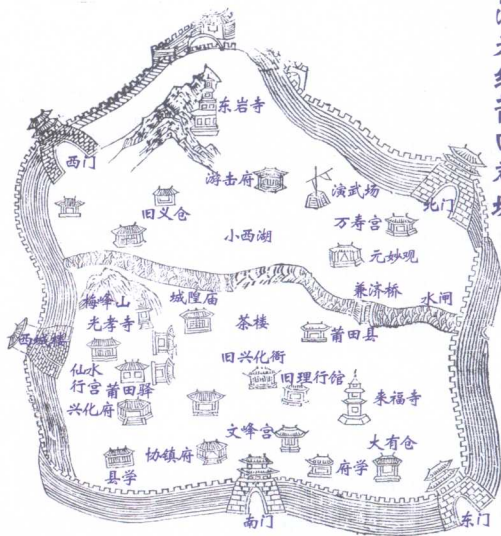 东岩寺
西门
游击府
演武场
北门
旧义仓
万寿宫
小西湖
元妙观
梅峰山
城隍庙
兼济桥
水闸
光孝寺
茶楼
莆田县
西城楼
旧兴化衙
仙水
行宫
莆田驿
旧理行馆
来福寺
兴化府
文峰宫
大有仓
协镇府
府学
县学
南门
东门